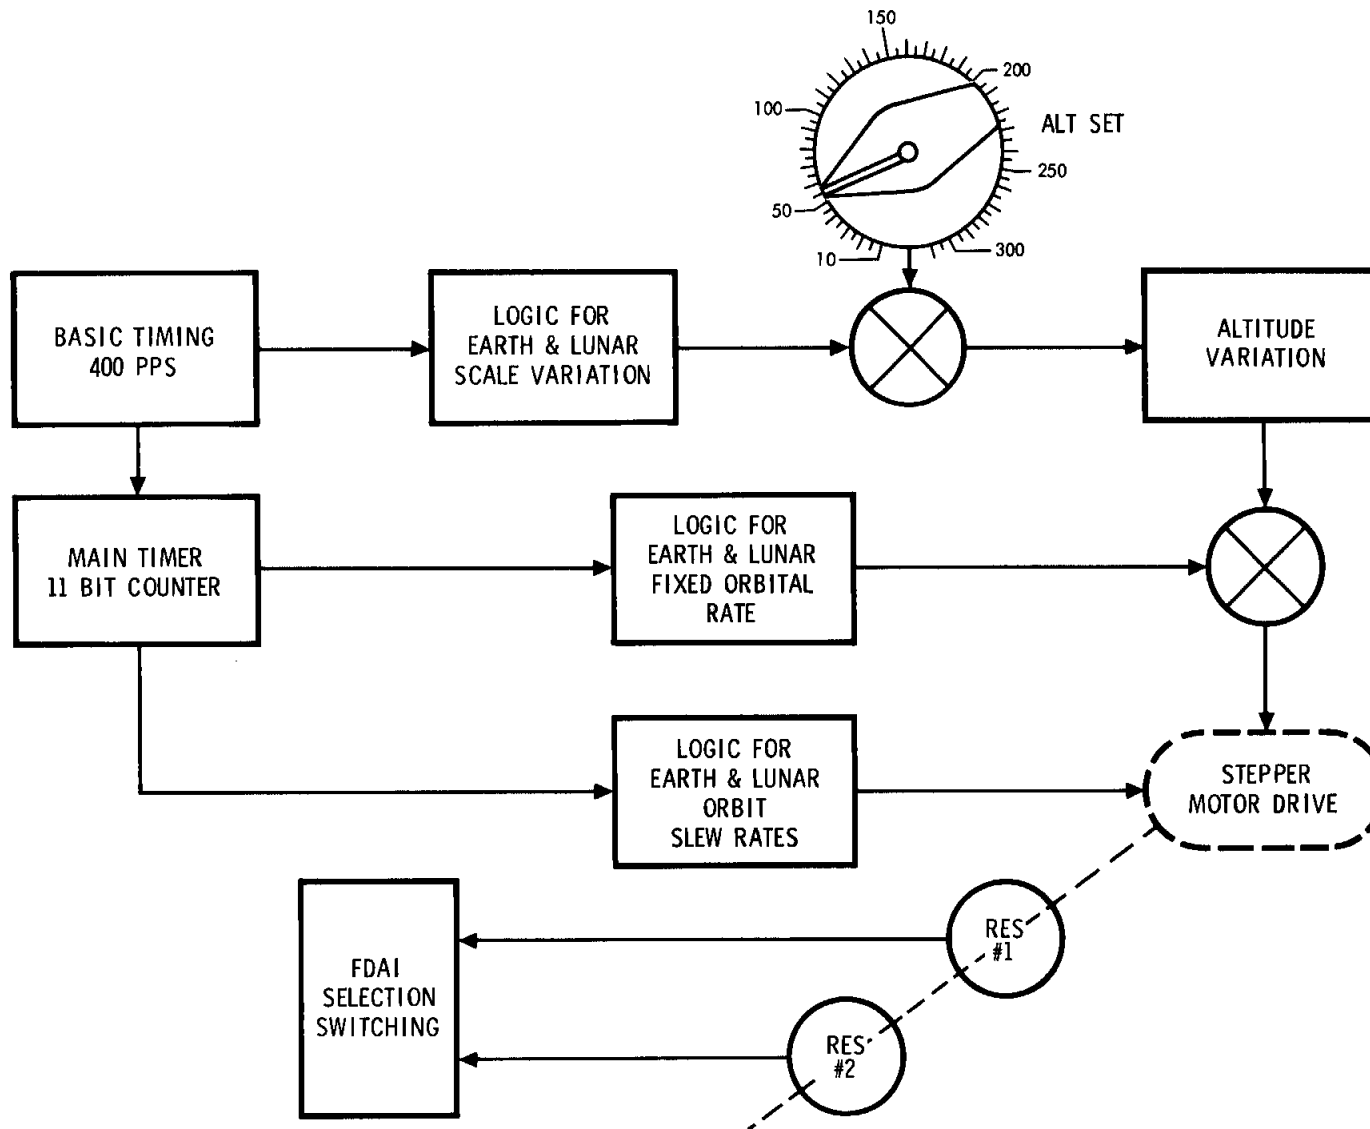 150
200
100
ALT SET
250
50
10
300
BASIC TIMING
400 PPS
LOGIC FOR
EARTH & LUNAR
SCALE VARIATION
ALTITUDE
VARIATION
MAIN TIMER
11 BIT COUNTER
LOGIC FOR
EARTH & LUNAR
FIXED ORBITAL
RATE
LOGIC FOR
EARTH & LUNAR
ORBIT
SLEW RATES
STEPPER
MOTOR DRIVE
RES
#1
FDAI
SELECTION
SWITCHING
RES
#2